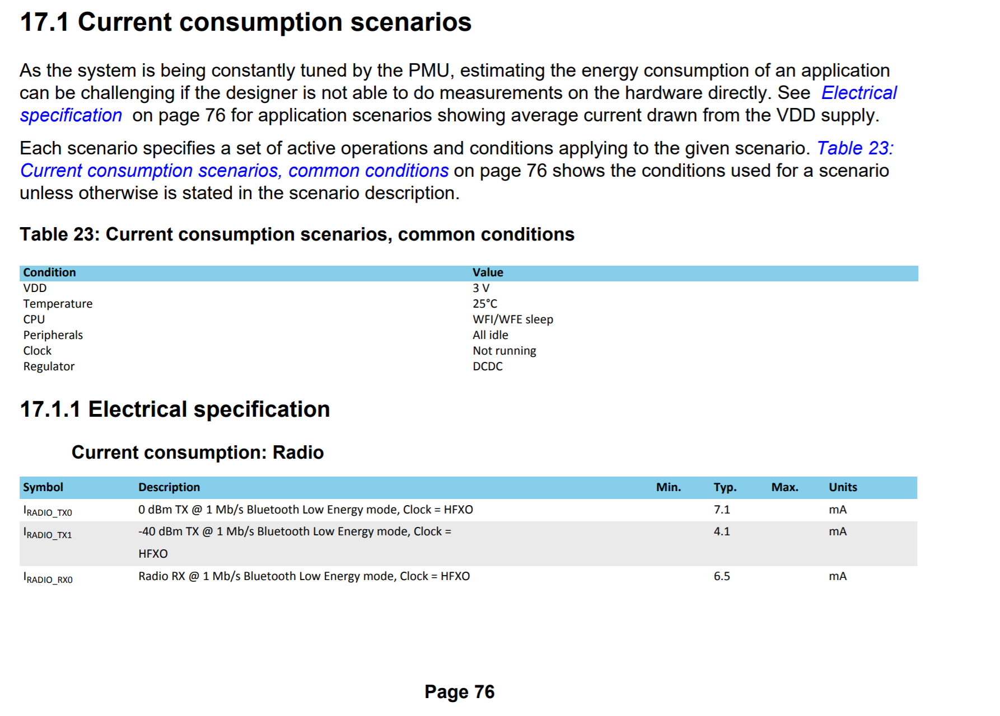 17.1 Current consumption scenarios
As the system is being constantly tuned by the PMU, estimating the energy consumption of an application
can be challenging if the designer is not able to do measurements on the hardware directly. See Electrical
specification on page 76 for application scenarios showing average current drawn from the VDD supply.
Each scenario specifies a set of active operations and conditions applying to the given scenario. Table 23:
Current consumption scenarios, common conditions on page 76 shows the conditions used for a scenario
unless otherwise is stated in the scenario description.
Table 23: Current consumption scenarios, common conditions
Condition Value
VDD 3 V
Temperature 25°C
CPU WFI/WFE sleep
Peripherals All idle
Clock Not running
Regulator DCDC
17.1.1 Electrical specification
Current consumption: Radio
Symbol Description Min. Typ. Max. Units
IRADIO_TX0 0 dBm TX @ 1 Mb/s Bluetooth Low Energy mode, Clock = HFXO 7.1 mA
IRADIO_TX1 -40 dBm TX @ 1 Mb/s Bluetooth Low Energy mode, Clock = 4.1 mA
HFXO
IRADIO_RX0 Radio RX @ 1 Mb/s Bluetooth Low Energy mode, Clock = HFXO 6.5 mA
Page 76